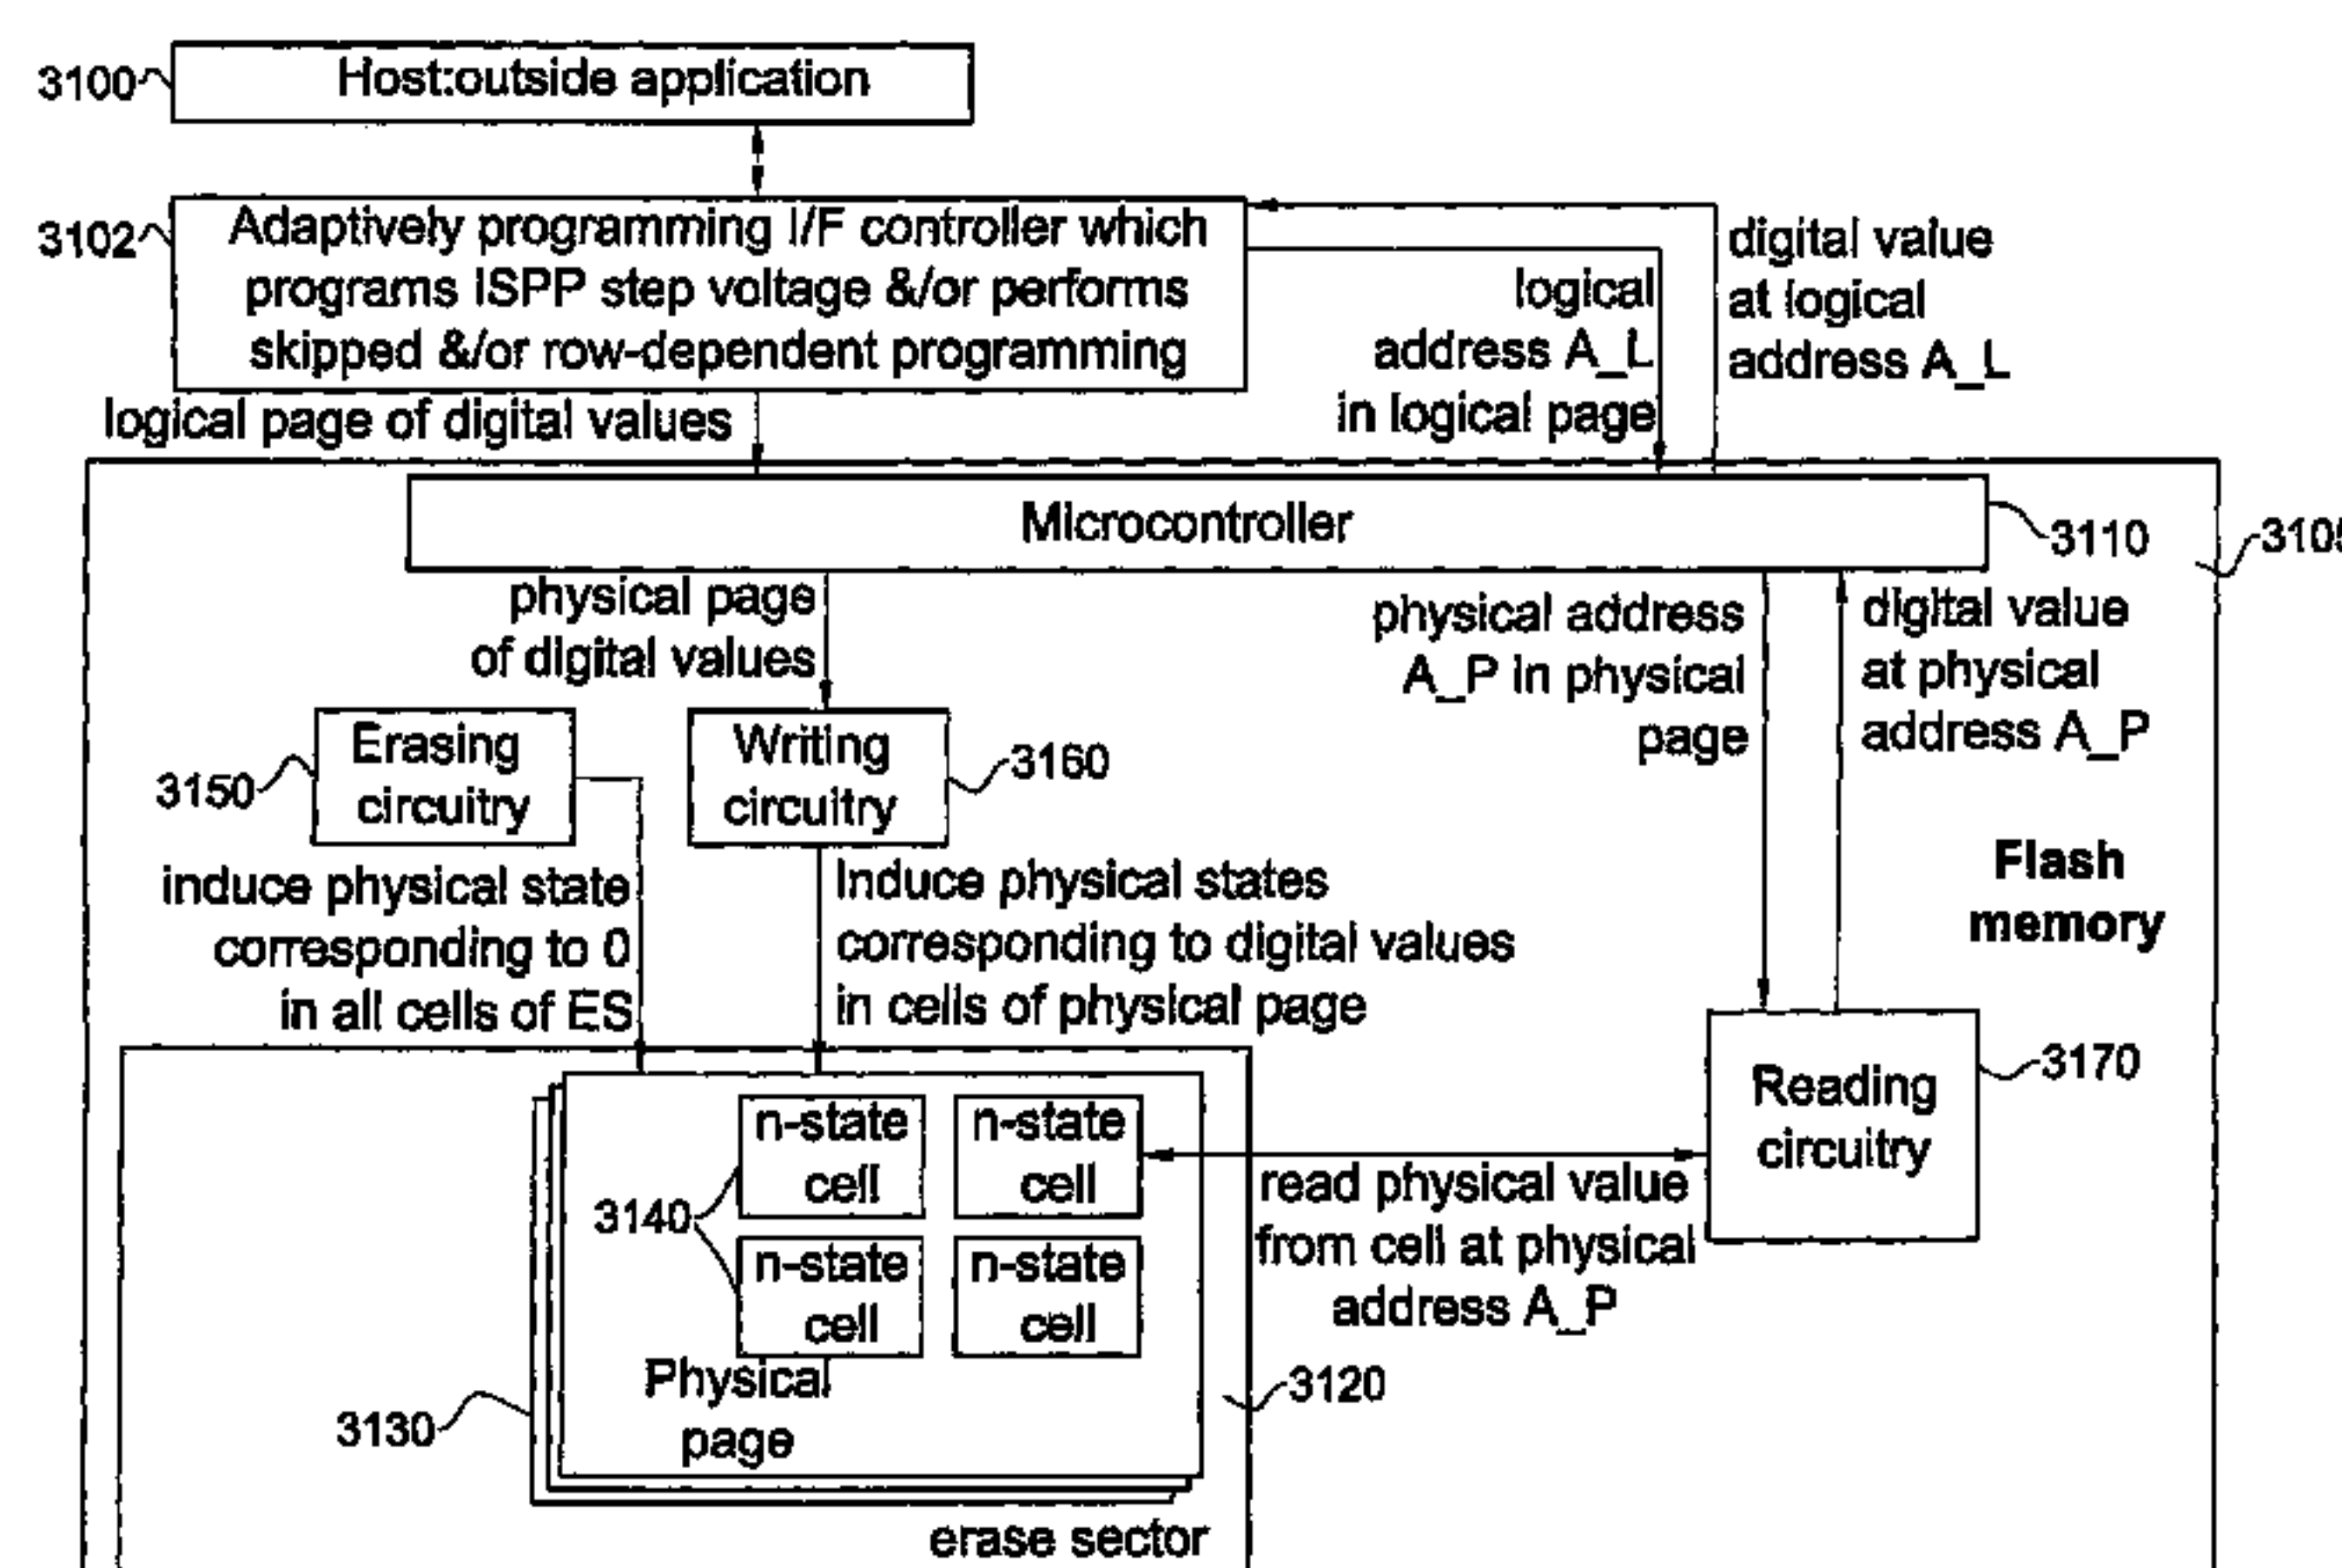 3100
Host:outside application
3102
Adaptively programming I/F controller which
programs ISPP step voltage &/or performs
skipped &/or row-dependent programming
digital value
at logical
address A_L
logical
address A_L
in logical page
logical page of digital values
Microcontroller
3110
physical page
of digital values
physical address
A_P in physical
page
digital value
at physical
address A_P
Erasing
circuitry
3150
Writing
circuitry
3160
Flash
memory
induce physical state
corresponding to 0
in all cells of ES
Induce physical states
corresponding to digital values
in cells of physical page
Reading
circuitry
3170
n-state
cell
n-state
cell
3140
n-state
cell
n-state
cell
read physical value
from cell at physical
address A_P
Physical
page
3130
3120
erase sector